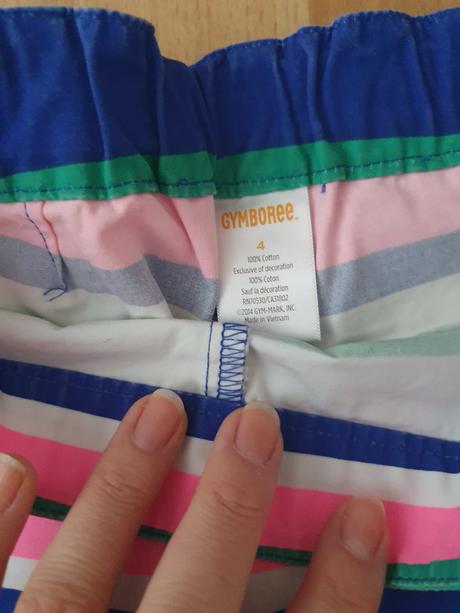 GYMBOREE™
4
100% Cotton
Exclusive of decoration
100% Coton
Sauf la décoration
RN70530/CA31802
©2014 GYM-MARK, INC.
Made in Vietnam